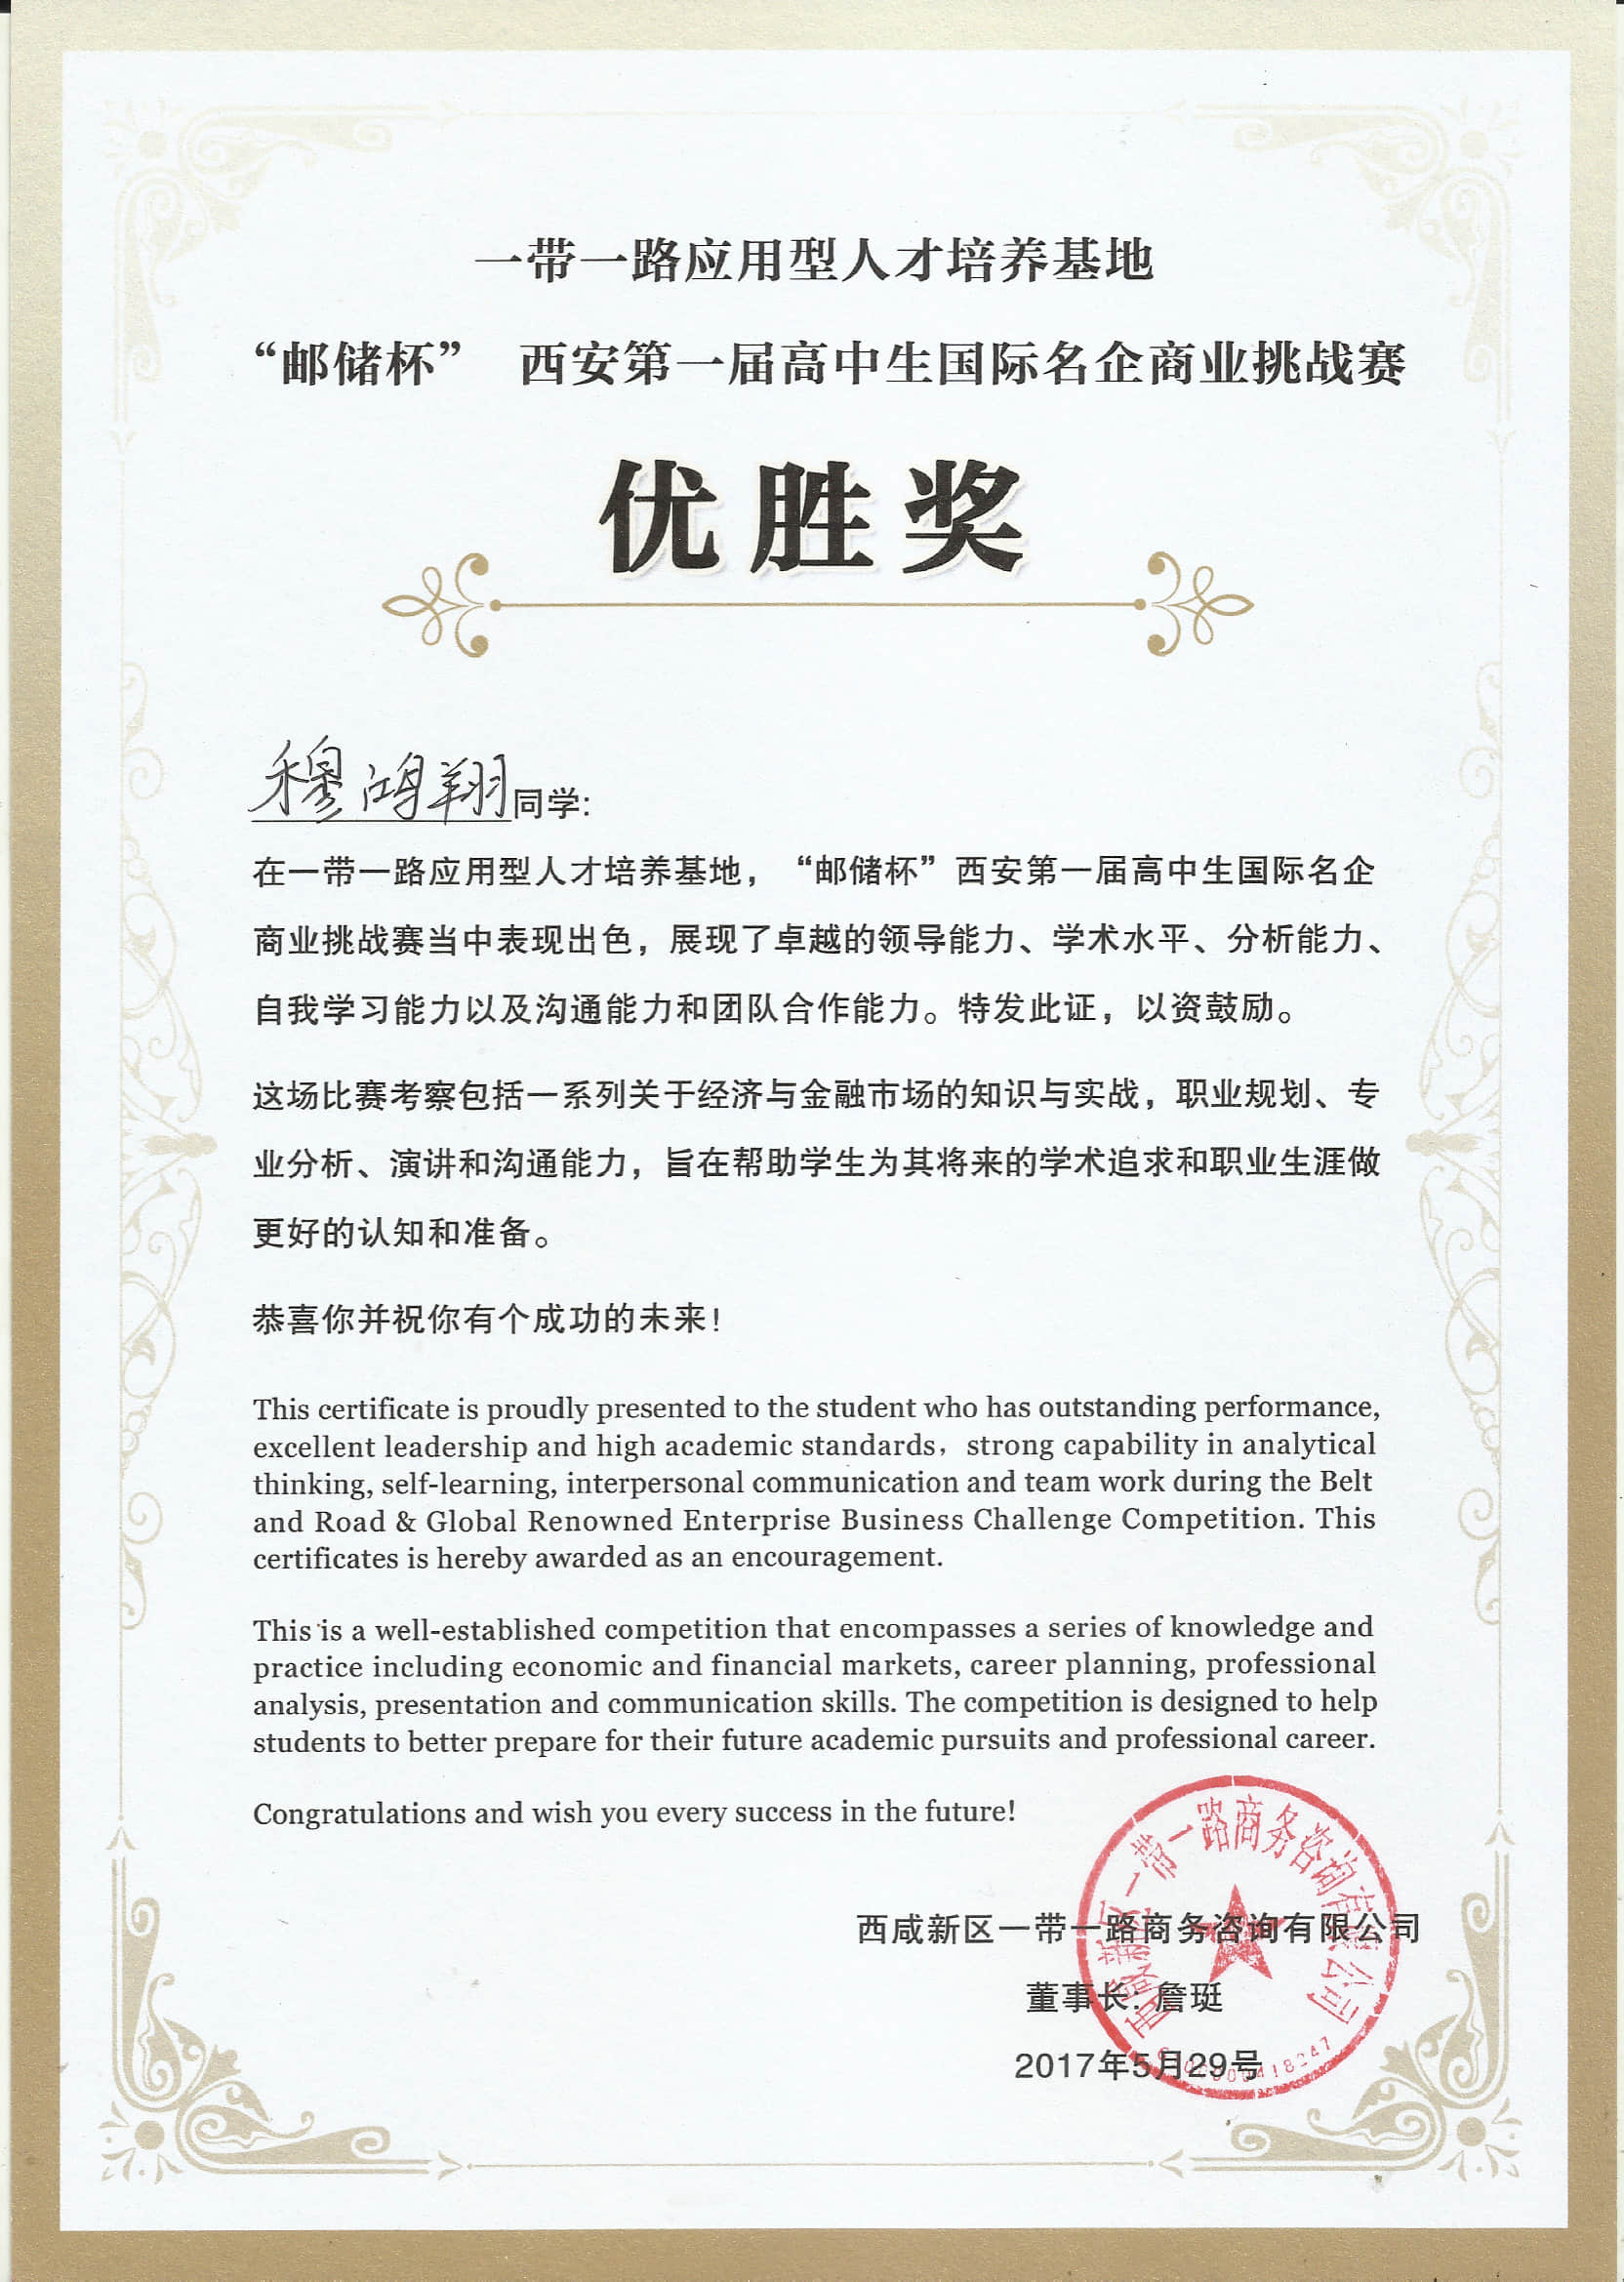 一带一路应用型人才培养基地
“邮储杯” 西安第一届高中生国际名企商业挑战赛
优胜奖
穆鸿翔同学:
在一带一路应用型人才培养基地，“邮储杯”西安第一届高中生国际名企
商业挑战赛当中表现出色，展现了卓越的领导能力、学术水平、分析能力、
自我学习能力以及沟通能力和团队合作能力。特发此证，以资鼓励。
这场比赛考察包括一系列关于经济与金融市场的知识与实战，职业规划、专
业分析、演讲和沟通能力，旨在帮助学生为其将来的学术追求和职业生涯做
更好的认知和准备。
恭喜你并祝你有个成功的未来！
This certificate is proudly presented to the student who has outstanding performance,
excellent leadership and high academic standards， strong capability in analytical
thinking, self-learning, interpersonal communication and team work during the Belt
and Road & Global Renowned Enterprise Business Challenge Competition. This
certificates is hereby awarded as an encouragement.
This is a well-established competition that encompasses a series of knowledge and
practice including economic and financial markets, career planning, professional
analysis, presentation and communication skills. The competition is designed to help
students to better prepare for their future academic pursuits and professional career.
Congratulations and wish you every success in the future!
西咸新区一带一路商务咨询有限公司
西咸新区一带一路商务咨询有限公司
董事长: 詹珽
2017年5月29号